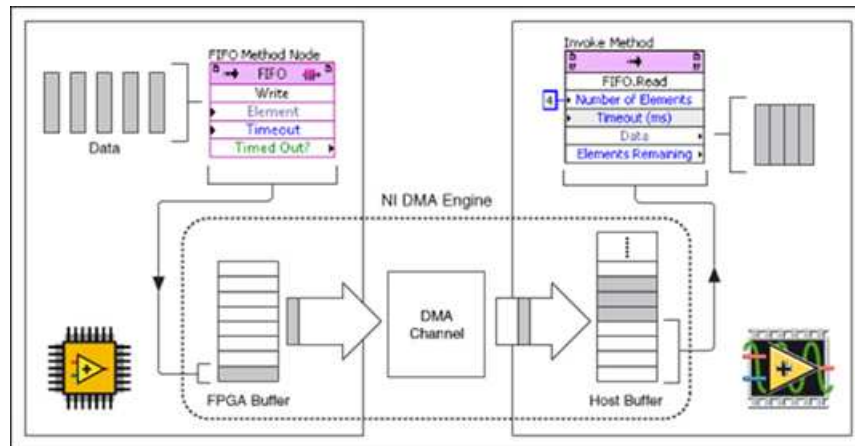 FIFO Method Node
FIFO
Write
Element
Timeout
Timed Out?
Data
Invoke Method
FIFO.Read
4
Number of Elements
Timeout (ms)
Data
Elements Remaining
NI DMA Engine
DMA
Channel
FPGA Buffer
Host Buffer